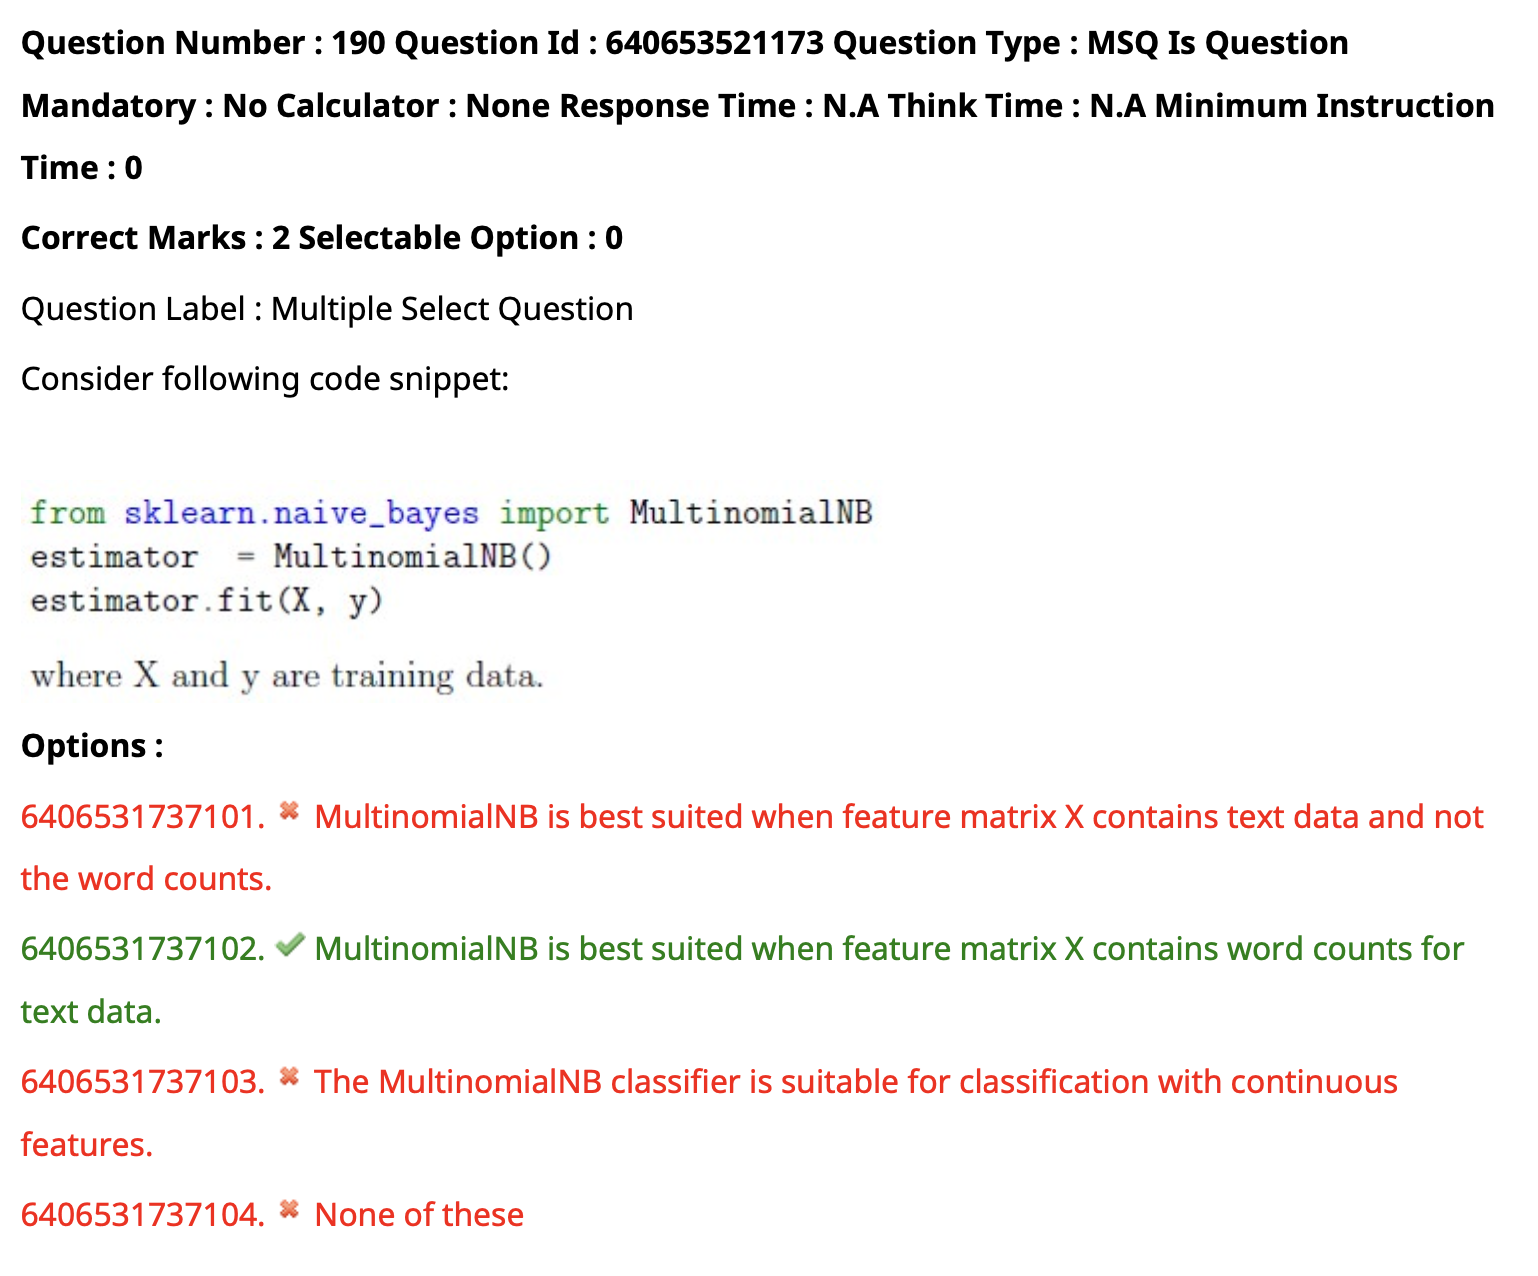 Question Number : 190 Question Id : 640653521173 Question Type : MSQ Is Question
Mandatory : No Calculator : None Response Time : N.A Think Time : N.A Minimum Instruction
Time : 0
Correct Marks : 2 Selectable Option : 0
Question Label : Multiple Select Question
Consider following code snippet:
from sklearn.naive_bayes import MultinomialNB
estimator = MultinomialNB()
estimator.fit(X, y)
where X and y are training data.
Options :
6406531737101. ✖ MultinomialNB is best suited when feature matrix X contains text data and not
the word counts.
6406531737102. ✔ MultinomialNB is best suited when feature matrix X contains word counts for
text data.
6406531737103. ✖ The MultinomialNB classifier is suitable for classification with continuous
features.
6406531737104. ✖ None of these